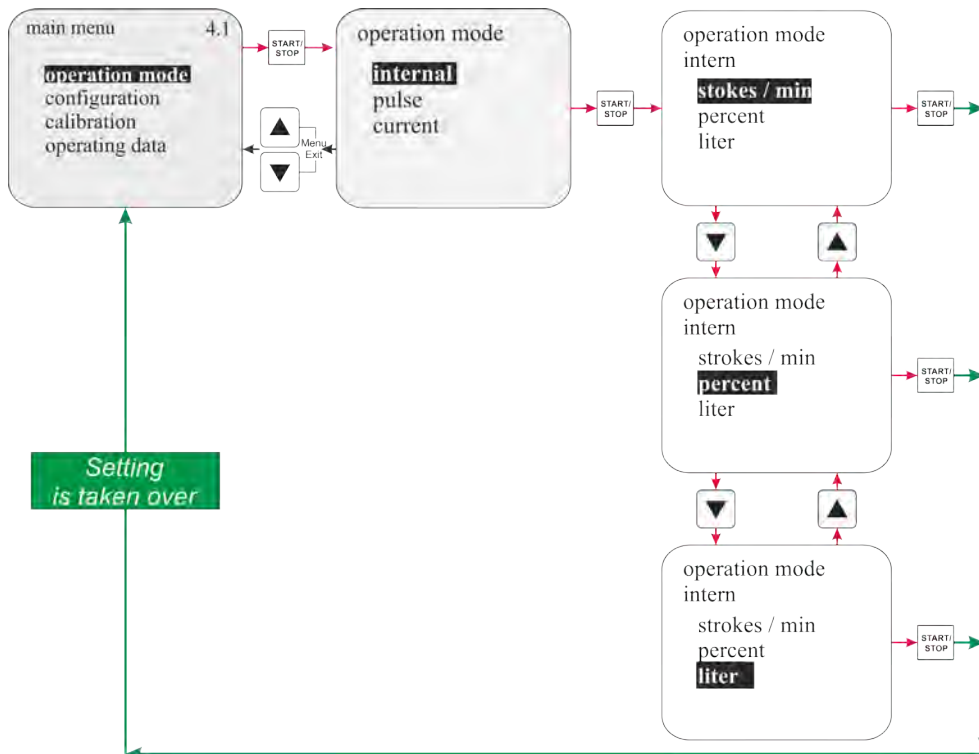 main menu 4.1
operation mode
configuration
calibration
operating data
START/
STOP
Menu
Exit
operation mode
internal
pulse
current
START/
STOP
operation mode
intern
stokes / min
percent
liter
START/
STOP
operation mode
intern
strokes / min
percent
liter
START/
STOP
Setting
is taken over
operation mode
intern
strokes / min
percent
liter
START/
STOP